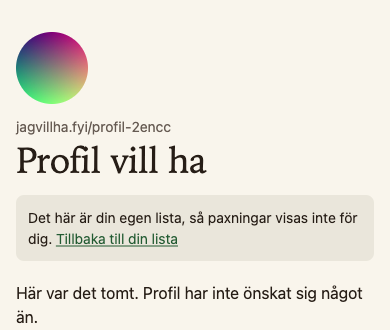 jagvillha.fyi/profil-2encc
Profil vill ha
Det här är din egen lista, så paxningar visas inte för
dig. Tillbaka till din lista
Här var det tomt. Profil har inte önskat sig något
än.